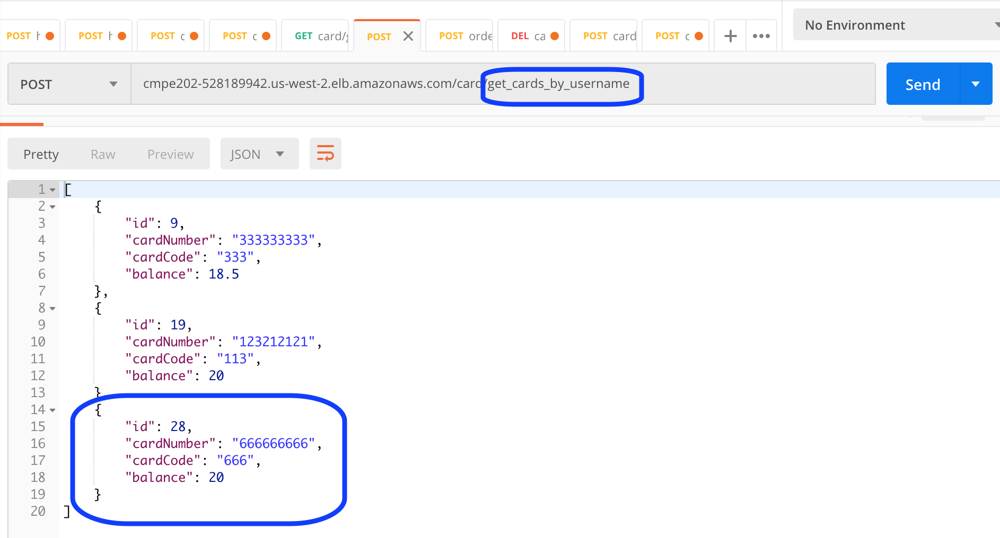 POST h POST h POST c POST c GET card/g POST orde DEL ca POST card POST c
No Environment
POST cmpe202-528189942.us-west-2.elb.amazonaws.com/card/get_cards_by_username Send
Pretty Raw Preview JSON
1 [
2 {
3 "id": 9,
4 "cardNumber": "333333333",
5 "cardCode": "333",
6 "balance": 18.5
7 },
8 {
9 "id": 19,
10 "cardNumber": "123212121",
11 "cardCode": "113",
12 "balance": 20
13 }
14 {
15 "id": 28,
16 "cardNumber": "666666666",
17 "cardCode": "666",
18 "balance": 20
19 }
20 ]